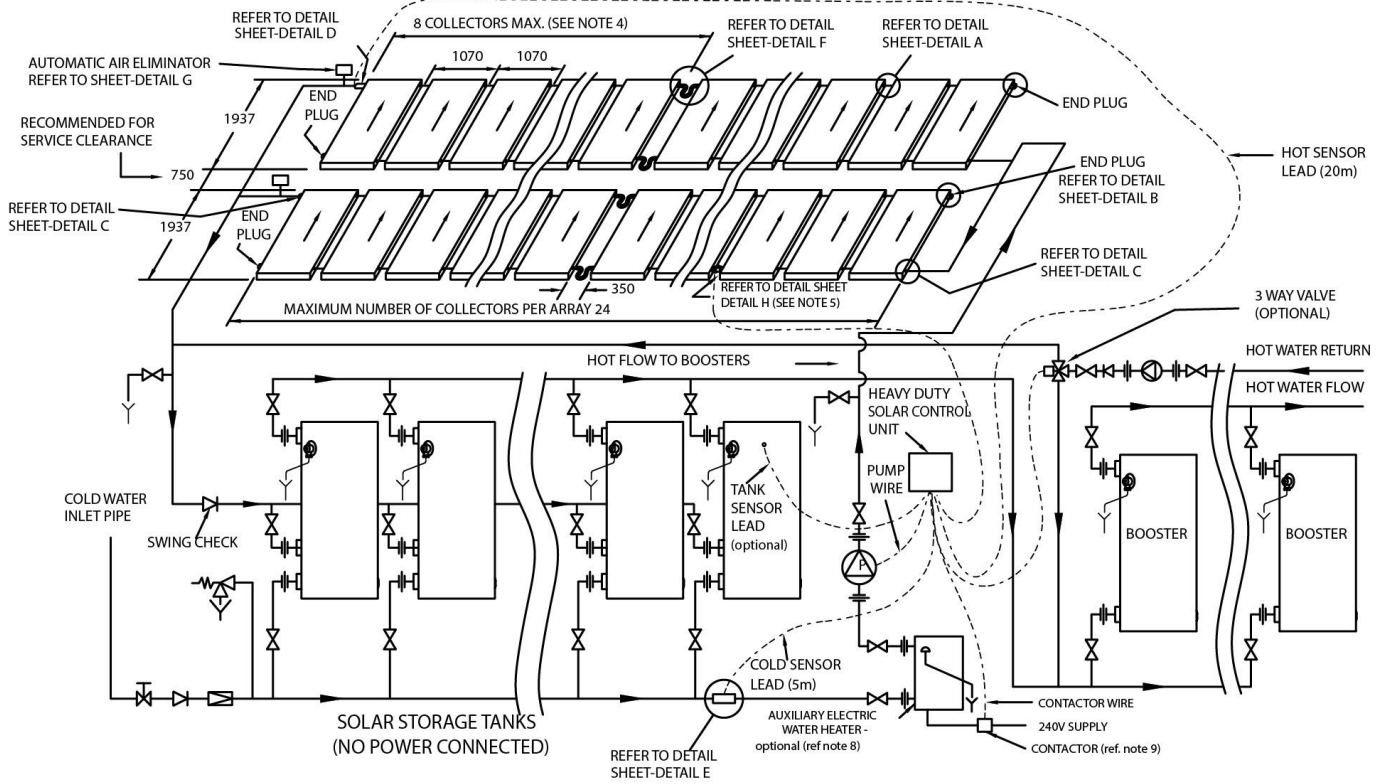 REFER TO DETAIL
SHEET-DETAIL D
8 COLLECTORS MAX. (SEE NOTE 4)
REFER TO DETAIL
SHEET-DETAIL F
REFER TO DETAIL
SHEET-DETAIL A
AUTOMATIC AIR ELIMINATOR
REFER TO SHEET-DETAIL G
1070
1070
END
PLUG
END PLUG
1937
RECOMMENDED FOR
SERVICE CLEARANCE
750
HOT SENSOR
LEAD (20m)
END PLUG
REFER TO DETAIL
SHEET-DETAIL B
REFER TO DETAIL
SHEET-DETAIL C
1937
END
PLUG
REFER TO DETAIL
SHEET-DETAIL C
350
REFER TO DETAIL SHEET
DETAIL H (SEE NOTE 5)
MAXIMUM NUMBER OF COLLECTORS PER ARRAY 24
3 WAY VALVE
(OPTIONAL)
HOT FLOW TO BOOSTERS
HOT WATER RETURN
HOT WATER FLOW
HEAVY DUTY
SOLAR CONTROL
UNIT
PUMP
WIRE
TANK
SENSOR
LEAD
(optional)
COLD WATER
INLET PIPE
SWING CHECK
P
BOOSTER
BOOSTER
COLD SENSOR
LEAD (5m)
SOLAR STORAGE TANKS
(NO POWER CONNECTED)
REFER TO DETAIL
SHEET-DETAIL E
AUXILIARY ELECTRIC
WATER HEATER -
optional (ref note 8)
CONTACTOR WIRE
240V SUPPLY
CONTACTOR (ref. note 9)